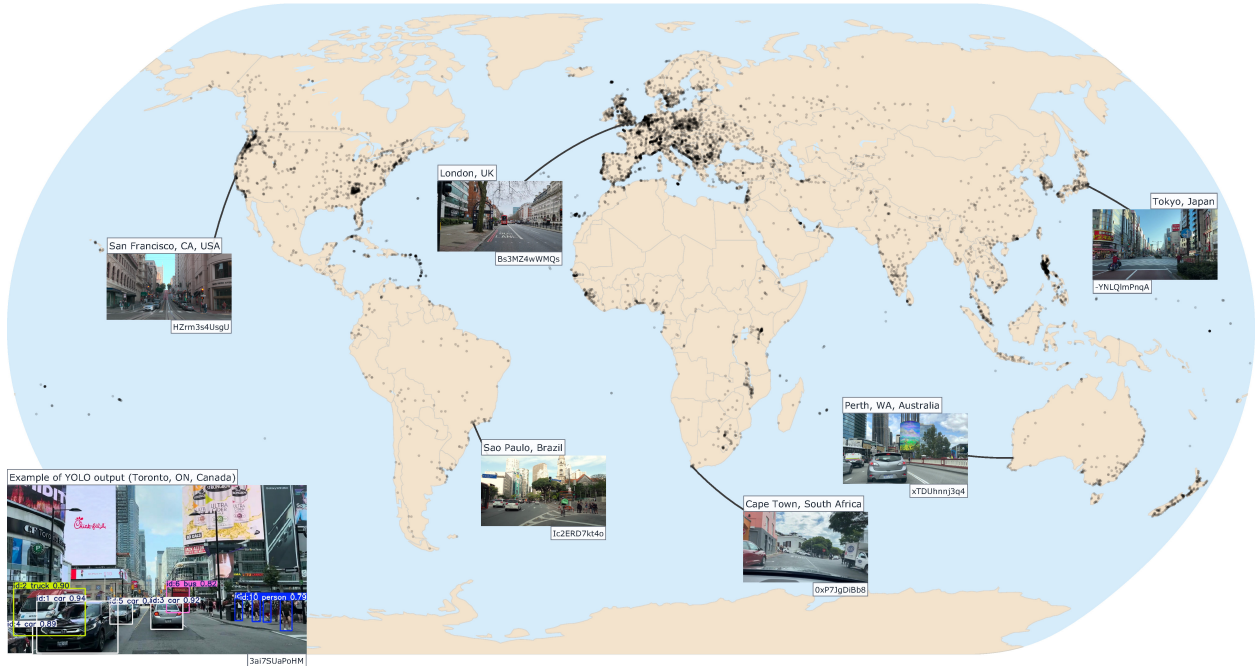 London, UK
Bs3MZ4wWMQs
Tokyo, Japan
-YNLQlmPnqA
San Francisco, CA, USA
HZrm3s4UsgU
Perth, WA, Australia
xTDUhnnj3q4
Sao Paulo, Brazil
Ic2ERD7kt4o
Cape Town, South Africa
0xP7JgDiBb8
Example of YOLO output (Toronto, ON, Canada)
Chick-fil-A
id:2 truck 0.90
id:6 bus 0.82
id:1 car 0.94
id:3 car 0.92
id:10 person 0.79
id:4 car 0.89
3ai7SUaPoHM